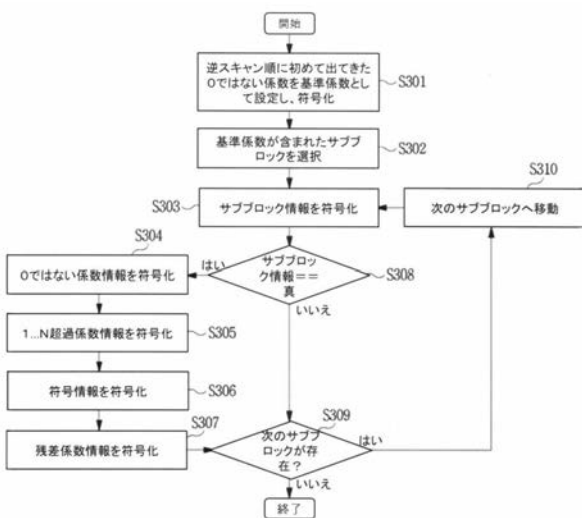 開始
逆スキャン順に初めて出てきた
0ではない係数を基準係数とし
て設定し、符号化
S301
基準係数が含まれたサブブ
ロックを選択
S302
S310
S303
サブブロック情報を符号化
次のサブブロックへ移動
S304
はい
サブブロッ
ク情報==
真
S308
0ではない係数情報を符号化
いいえ
S305
1...N超過係数情報を符号化
符号情報を符号化
S306
S307
S309
残差係数情報を符号化
次のサブブ
ロックが存
在?
はい
いいえ
終了